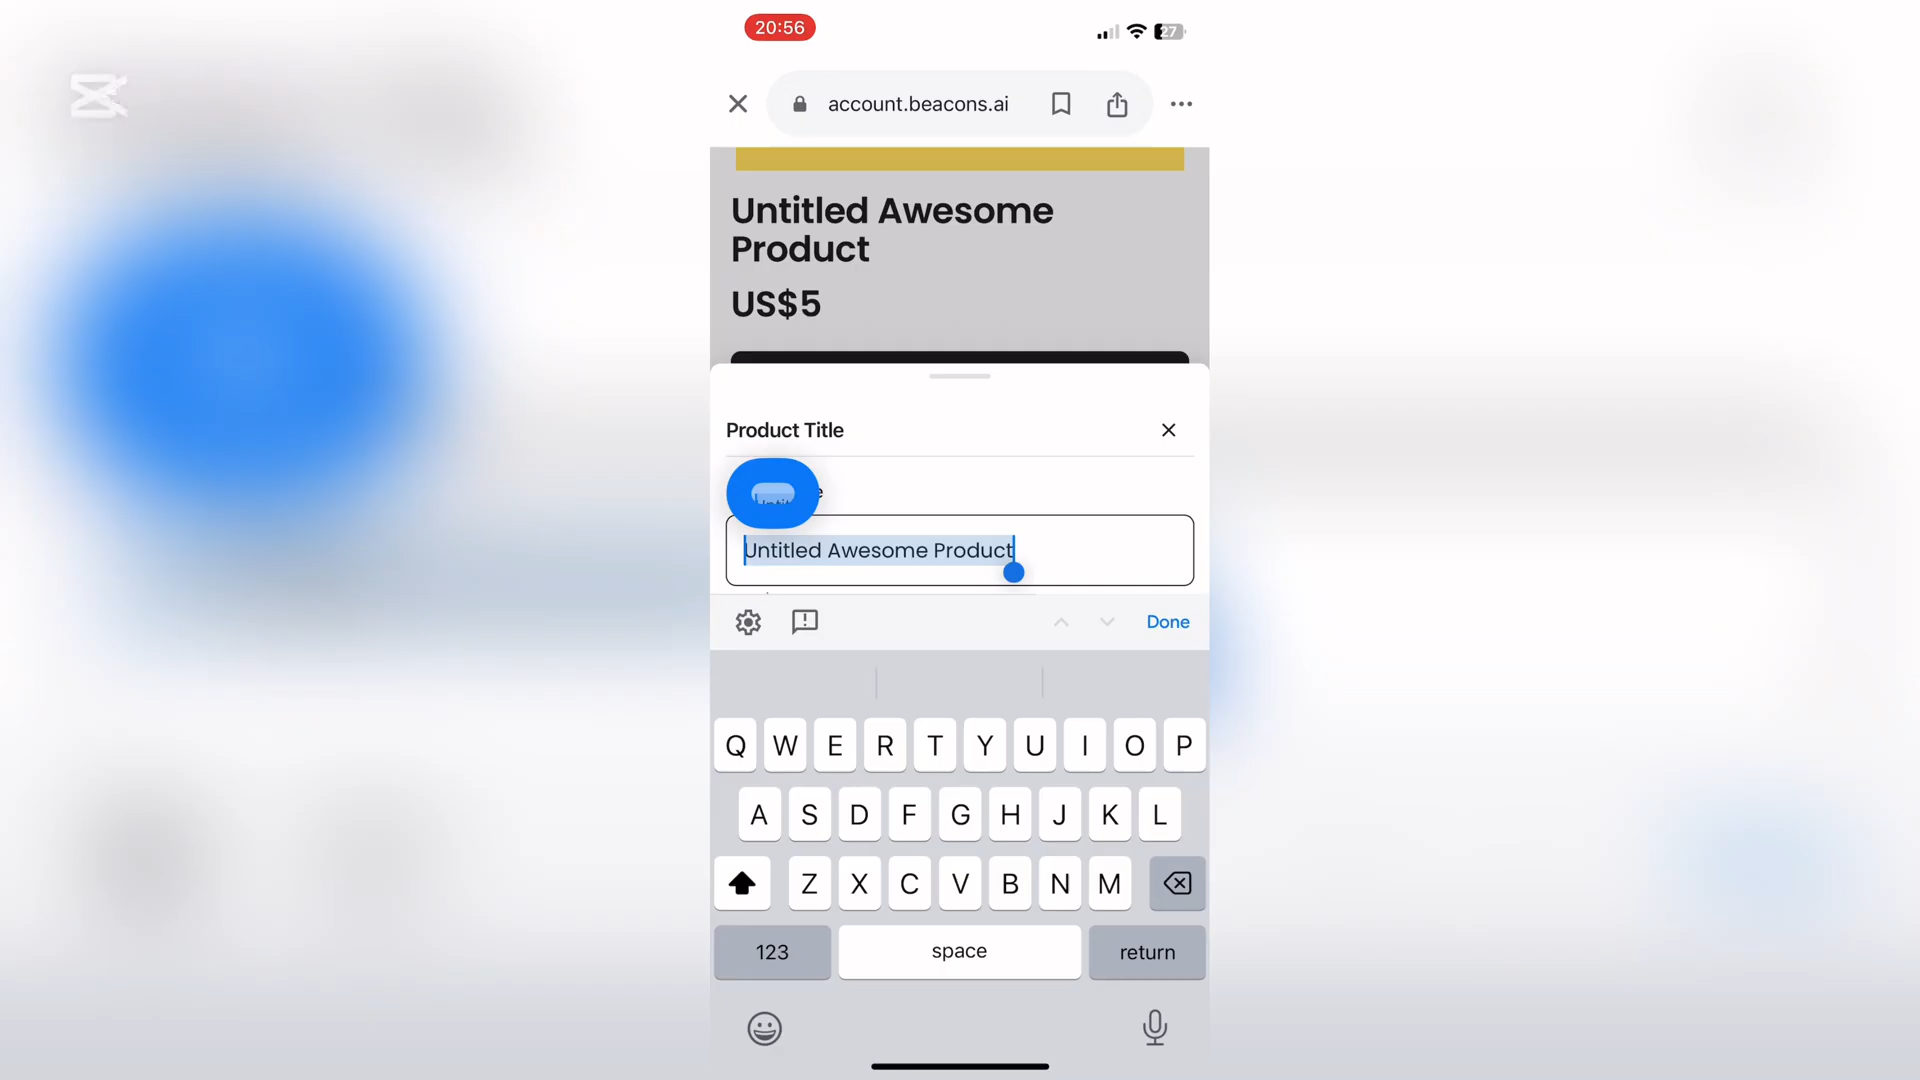 20:56
27
account.beacons.ai
Untitled Awesome
Product
US$5
Product Title
Untitled Awesome Product
Done
Q W E R T Y U I O P
A S D F G H J K L
Z X C V B N M
123 space return